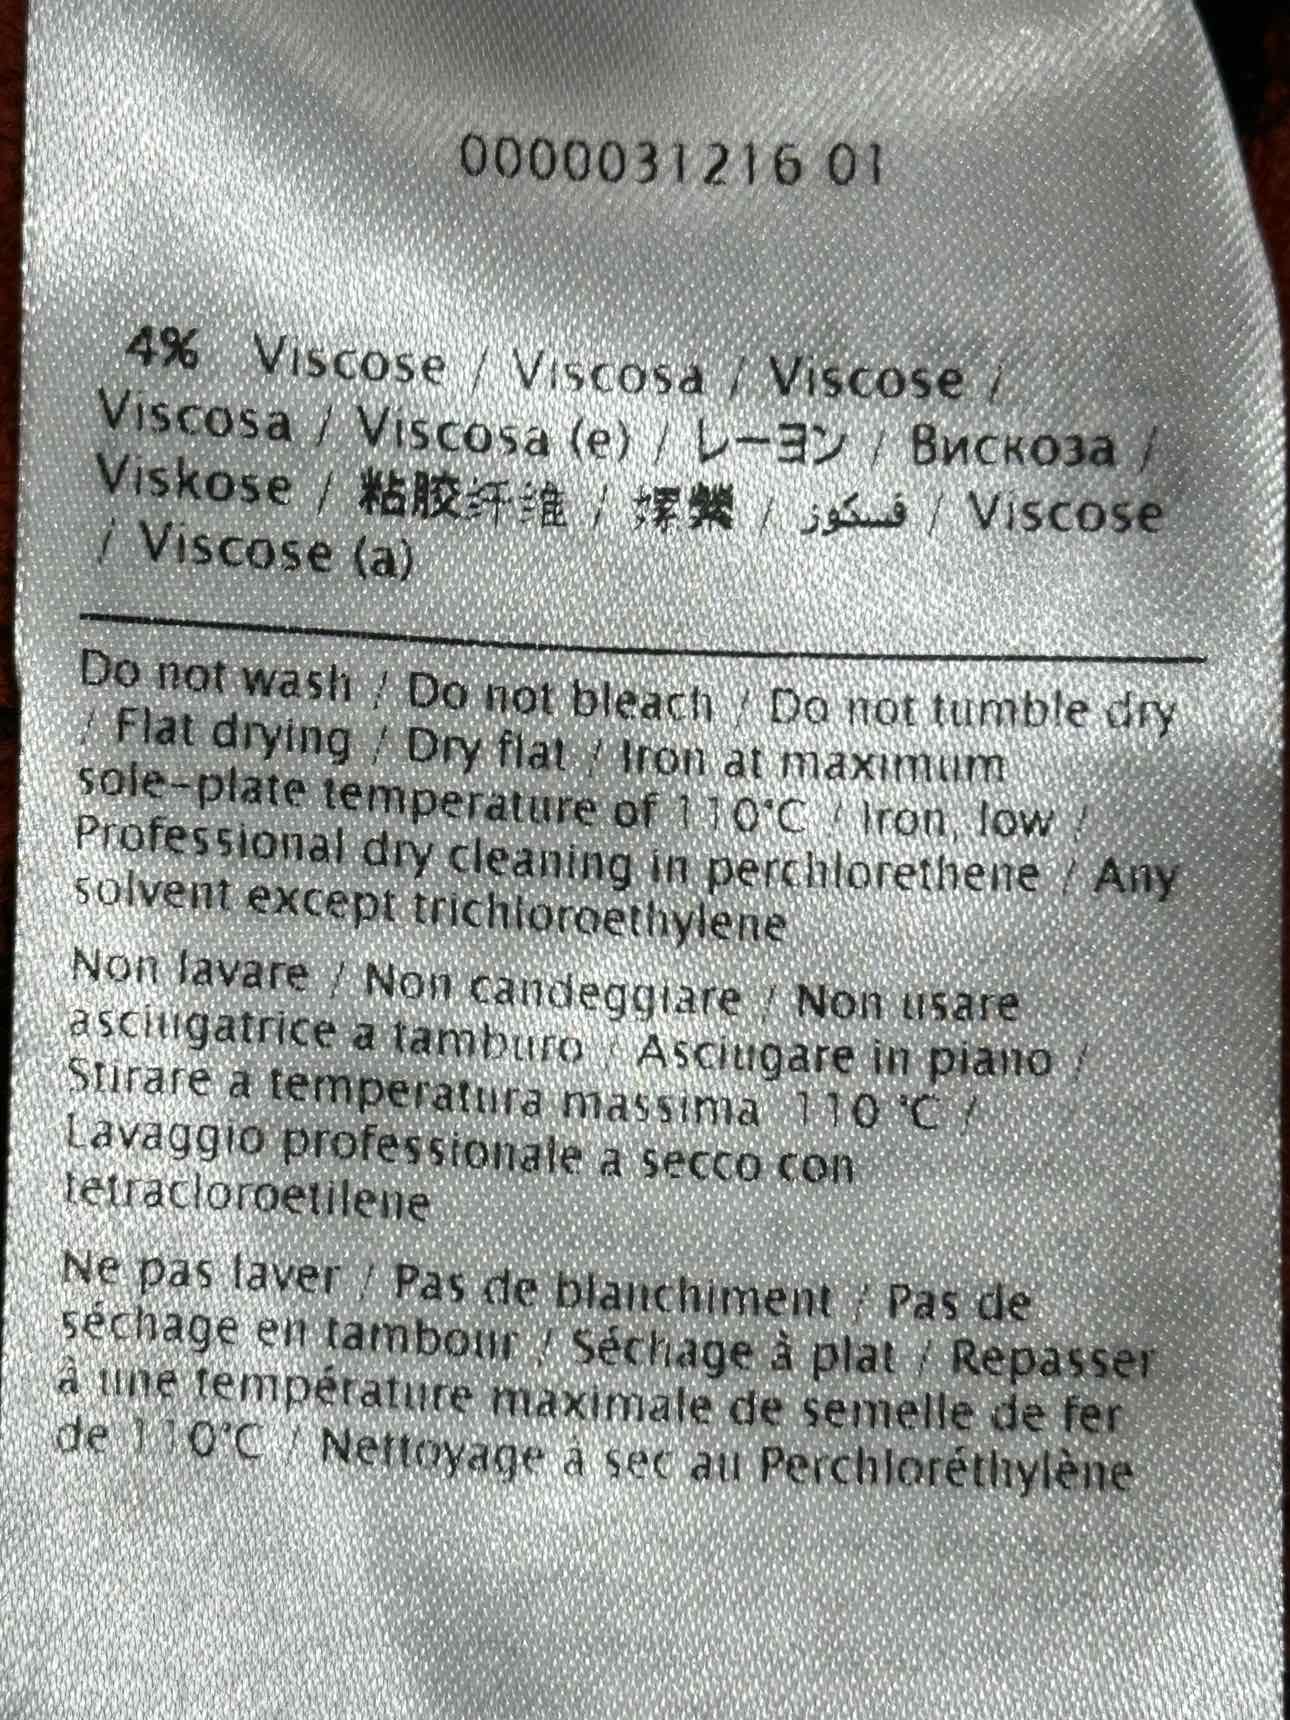 0000031216 01
4% Viscose / Viscosa / Viscose /
Viscosa / Viscosa (e) / レーヨン / Вискоза /
Viskose / 粘胶纤维 / 嫘縈 / فسكوز / Viscose
/ Viscose (a)
Do not wash / Do not bleach / Do not tumble dry
/ Flat drying / Dry flat / Iron at maximum
sole-plate temperature of 110°C / Iron, low /
Professional dry cleaning in perchlorethene / Any
solvent except trichloroethylene
Non lavare / Non candeggiare / Non usare
asciugatrice a tamburo / Asciugare in piano /
Stirare a temperatura massima 110 °C /
Lavaggio professionale a secco con
tetracloroetilene
Ne pas laver / Pas de blanchiment / Pas de
séchage en tambour / Séchage à plat / Repasser
à une température maximale de semelle de fer
de 110°C / Nettoyage à sec au Perchloréthylène